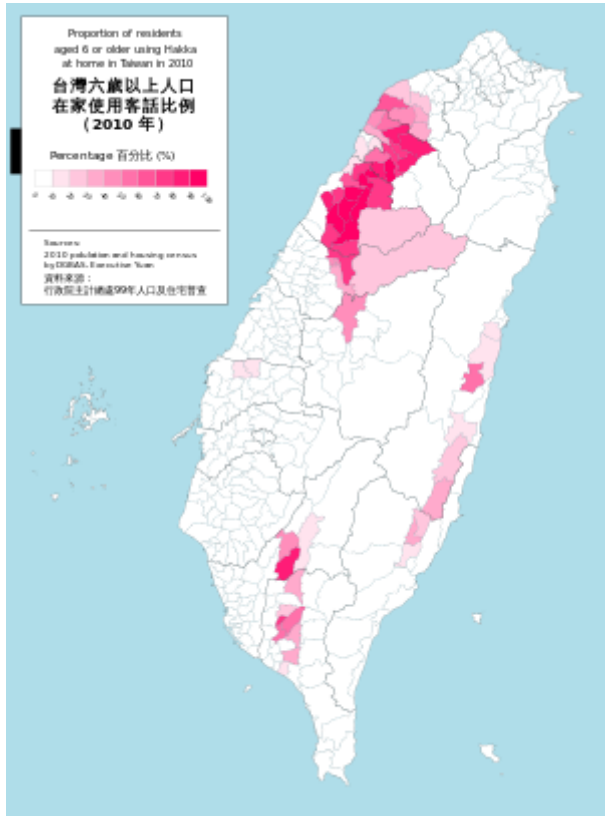 Proportion of residents
aged 6 or older using Hakka
at home in Taiwan in 2010
台灣六歲以上人口
在家使用客話比例
（2010 年）
Percentage 百分比 (%)
Sources:
2010 population and housing census
by DGBAS, Executive Yuan
資料來源：
行政院主計總處99年人口及住宅普查